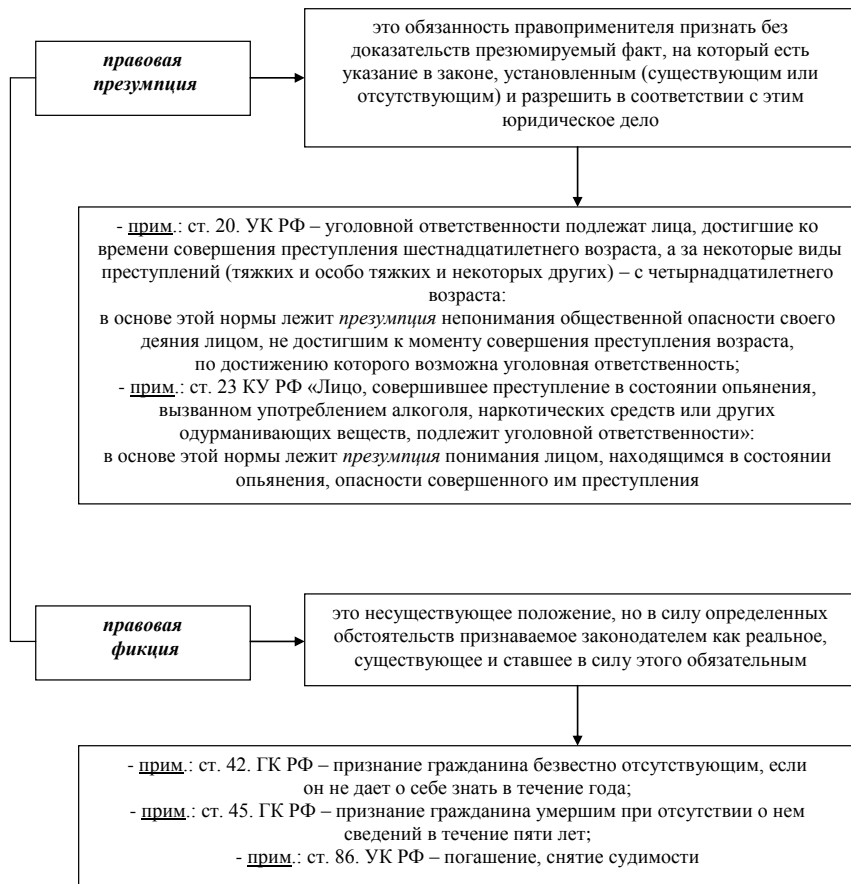 правовая
презумпция
это обязанность правоприменителя признать без
доказательств презюмируемый факт, на который есть
указание в законе, установленным (существующим или
отсутствующим) и разрешить в соответствии с этим
юридическое дело
- прим.: ст. 20. УК РФ – уголовной ответственности подлежат лица, достигшие ко
времени совершения преступления шестнадцатилетнего возраста, а за некоторые виды
преступлений (тяжких и особо тяжких и некоторых других) – с четырнадцатилетнего
возраста:
в основе этой нормы лежит презумпция непонимания общественной опасности своего
деяния лицом, не достигшим к моменту совершения преступления возраста,
по достижению которого возможна уголовная ответственность;
- прим.: ст. 23 КУ РФ «Лицо, совершившее преступление в состоянии опьянения,
вызванном употреблением алкоголя, наркотических средств или других
одурманивающих веществ, подлежит уголовной ответственности»:
в основе этой нормы лежит презумпция понимания лицом, находящимся в состоянии
опьянения, опасности совершенного им преступления
правовая
фикция
это несуществующее положение, но в силу определенных
обстоятельств признаваемое законодателем как реальное,
существующее и ставшее в силу этого обязательным
- прим.: ст. 42. ГК РФ – признание гражданина безвестно отсутствующим, если
он не дает о себе знать в течение года;
- прим.: ст. 45. ГК РФ – признание гражданина умершим при отсутствии о нем
сведений в течение пяти лет;
- прим.: ст. 86. УК РФ – погашение, снятие судимости